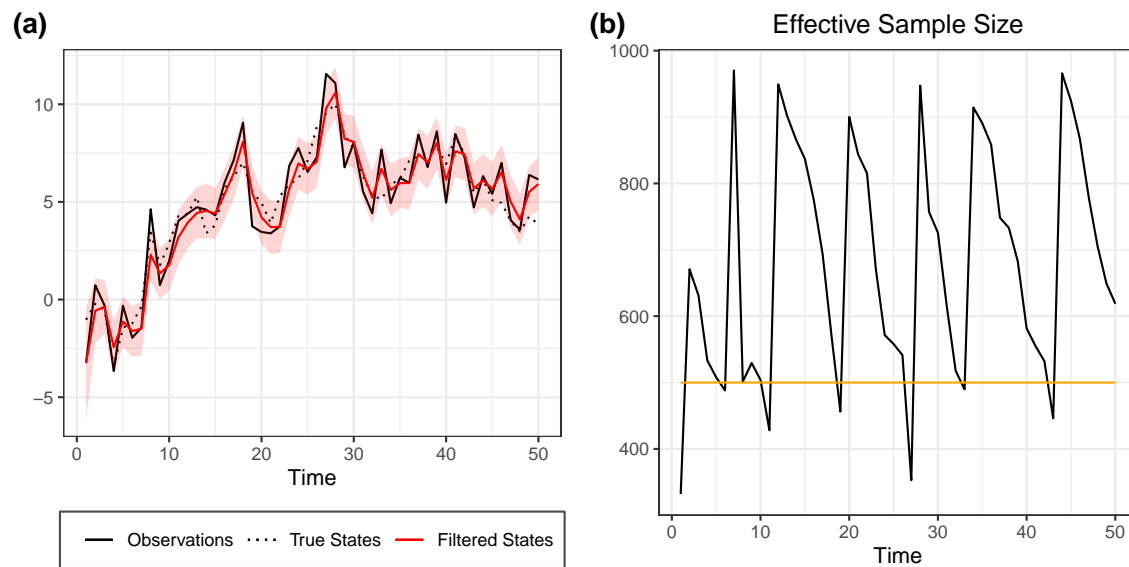 (a)
10
5
0
−5
0 10 20 30 40 50
Time
Observations True States Filtered States
(b)
Effective Sample Size
1000
800
600
400
0 10 20 30 40 50
Time